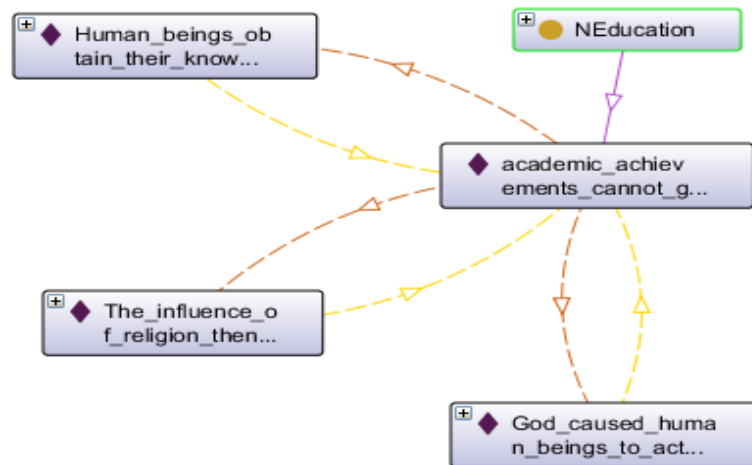 Human_beings_ob
tain_their_know...
NEducation
academic_achiev
ements_cannot_g...
The_influence_o
f_religion_then...
God_caused_huma
n_beings_to_act...